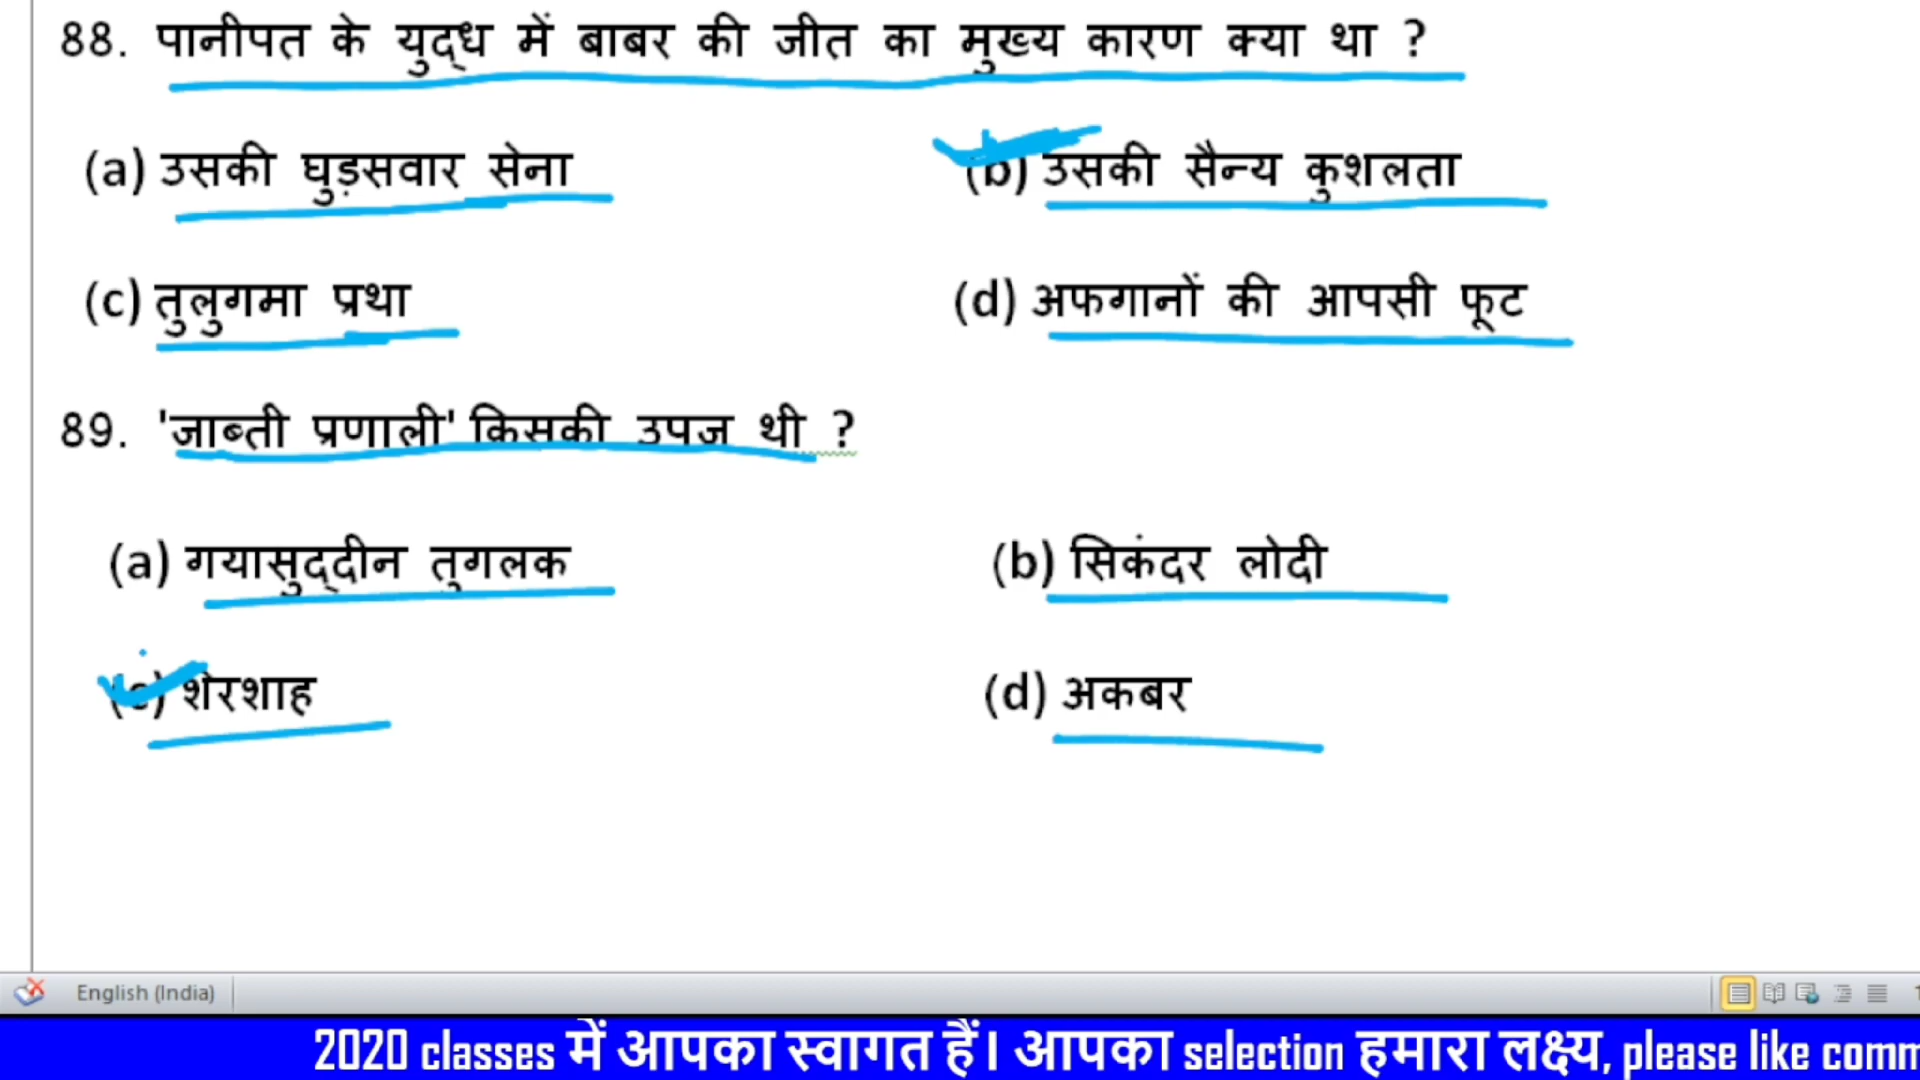 88. पानीपत के युद्ध में बाबर की जीत का मुख्य कारण क्या था ?
(a) उसकी घुड़सवार सेना (b) उसकी सैन्य कुशलता
(c) तुलुगमा प्रथा (d) अफगानों की आपसी फूट
89. 'जाब्ती प्रणाली' किसकी उपज थी ?
(a) गयासुद्दीन तुगलक (b) सिकंदर लोदी
(c) शेरशाह (d) अकबर
English (India)
2020 classes में आपका स्वागत हैं। आपका selection हमारा लक्ष्य, please like comm